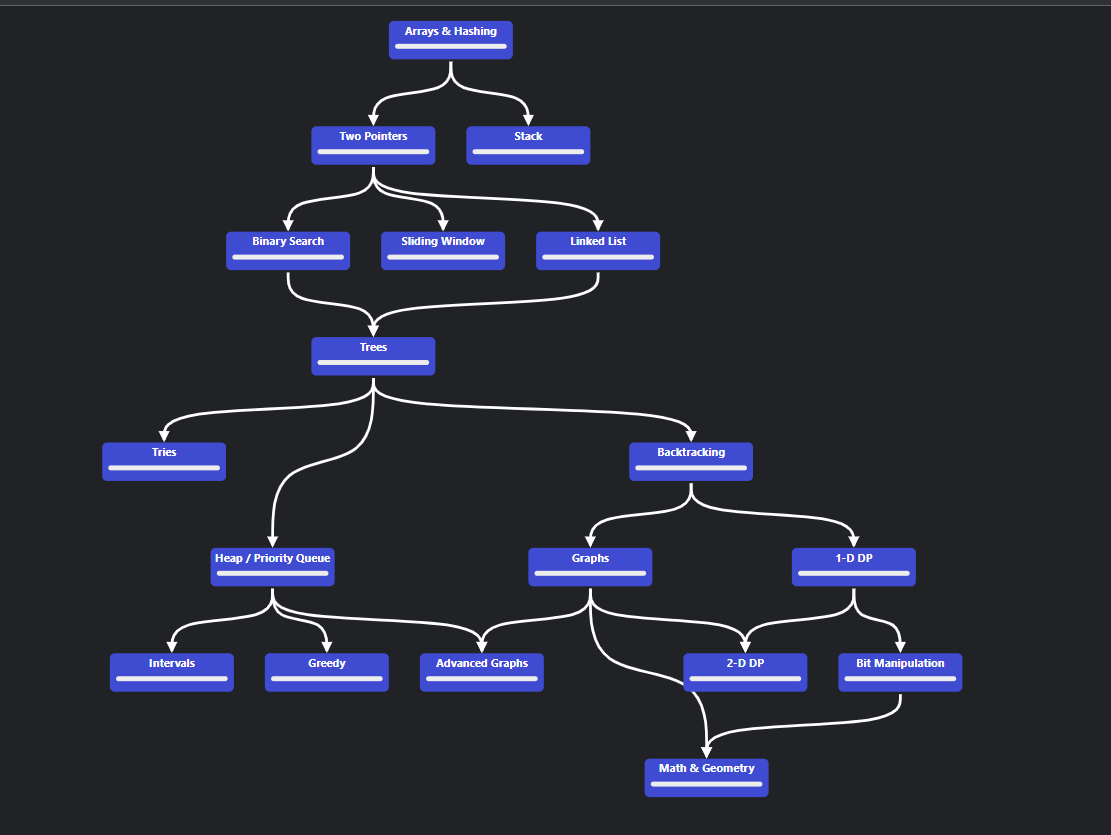 Arrays & Hashing
Two Pointers
Stack
Binary Search
Sliding Window
Linked List
Trees
Tries
Backtracking
Heap / Priority Queue
Graphs
1-D DP
Intervals
Greedy
Advanced Graphs
2-D DP
Bit Manipulation
Math & Geometry